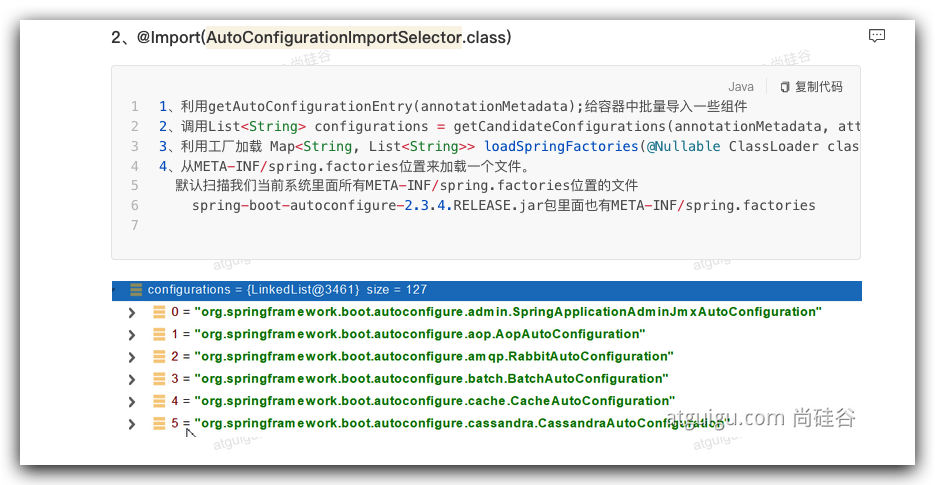 2、@Import(AutoConfigurationImportSelector.class)
尚硅谷
尚硅谷
Java
复制代码
1 1、利用getAutoConfigurationEntry(annotationMetadata);给容器中批量导入一些组件
2 2、调用List<String> configurations = getCandidateConfigurations(annotationMetadata, att
3 3、利用工厂加载 Map<String, List<String>> loadSpringFactories(@Nullable ClassLoader clas
4 4、从META-INF/spring.factories位置来加载一个文件。
5 默认扫描我们当前系统里面所有META-INF/spring.factories位置的文件
6 spring-boot-autoconfigure-2.3.4.RELEASE.jar包里面也有META-INF/spring.factories
7
configurations = {LinkedList@3461} size = 127
0 = "org.springframework.boot.autoconfigure.admin.SpringApplicationAdminJmxAutoConfiguration"
1 = "org.springframework.boot.autoconfigure.aop.AopAutoConfiguration"
2 = "org.springframework.boot.autoconfigure.amqp.RabbitAutoConfiguration"
3 = "org.springframework.boot.autoconfigure.batch.BatchAutoConfiguration"
4 = "org.springframework.boot.autoconfigure.cache.CacheAutoConfiguration"
5 = "org.springframework.boot.autoconfigure.cassandra.CassandraAutoConfiguration"
atguigu.com 尚硅谷